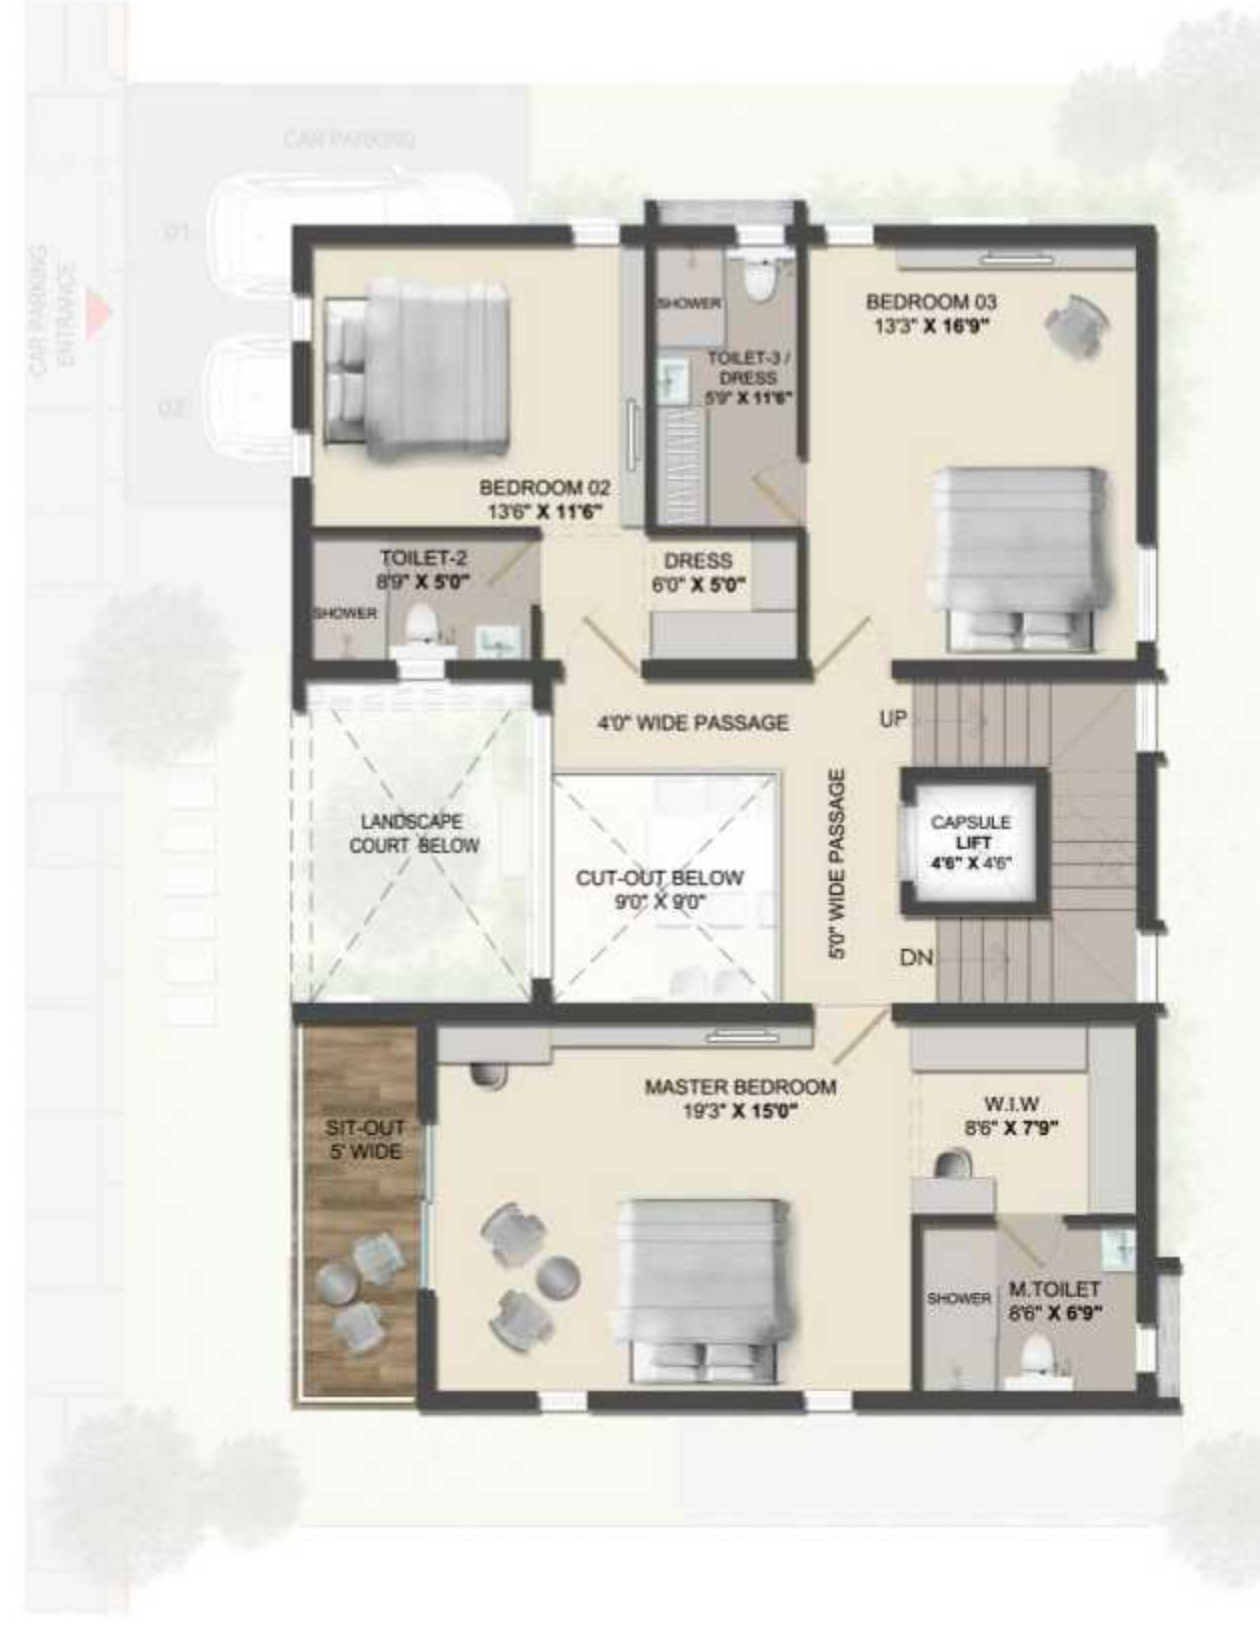 CAR PARKING
01
CAR PARKING
ENTRANCE
02
BEDROOM 02
13'6" X 11'6"
SHOWER
TOILET-3 /
DRESS
5'9" X 11'6"
BEDROOM 03
13'3" X 16'9"
TOILET-2
8'9" X 5'0"
SHOWER
DRESS
6'0" X 5'0"
4'0" WIDE PASSAGE
UP
LANDSCAPE
COURT BELOW
CUT-OUT BELOW
9'0" X 9'0"
5'0" WIDE PASSAGE
CAPSULE
LIFT
4'6" X 4'6"
DN
SIT-OUT
5' WIDE
MASTER BEDROOM
19'3" X 15'0"
W.I.W
8'6" X 7'9"
SHOWER
M.TOILET
8'6" X 6'9"